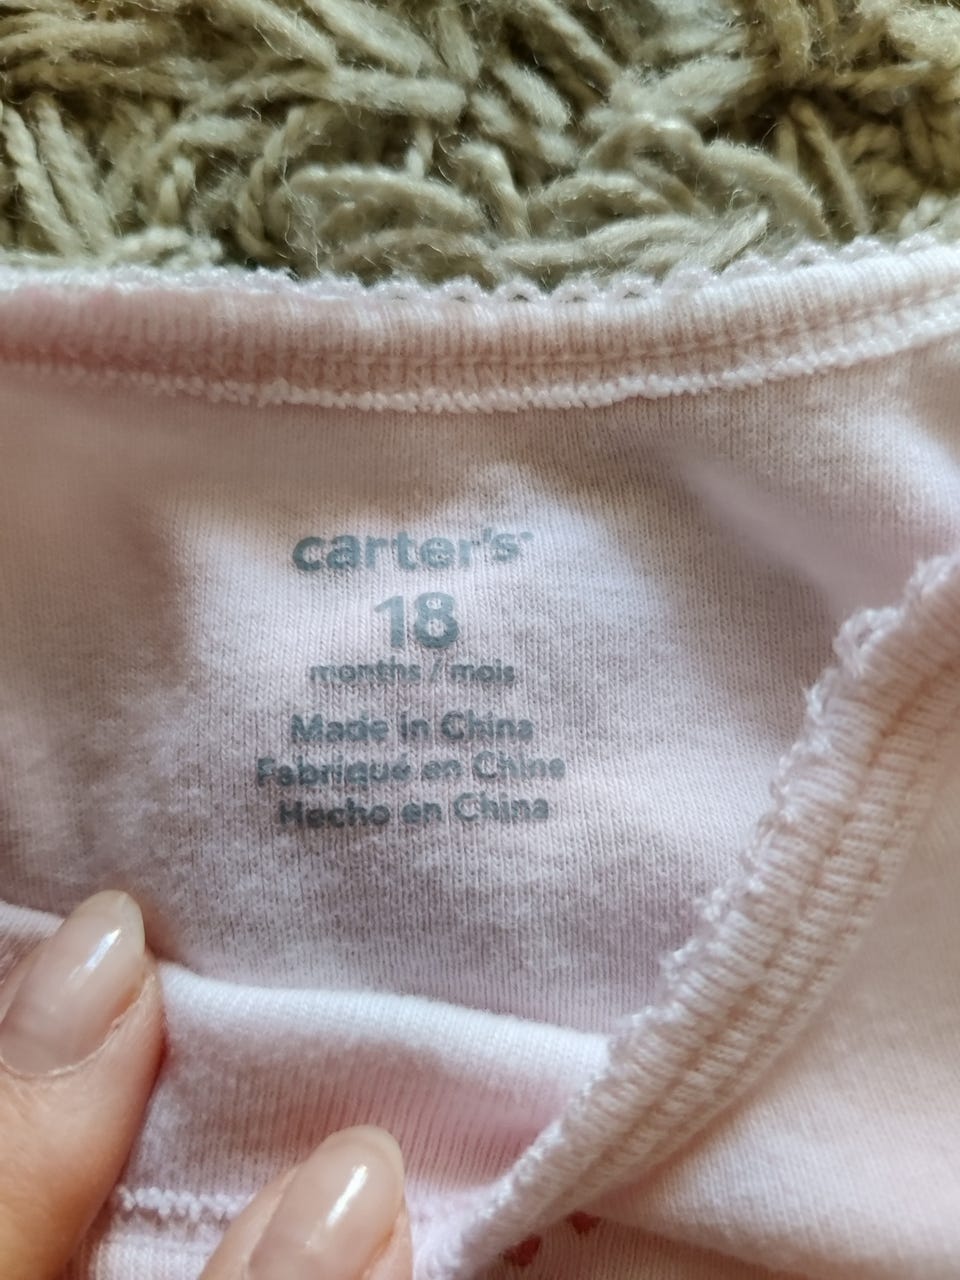 carter's
18
months / mois
Made in China
Fabriqué en Chine
Hecho en China